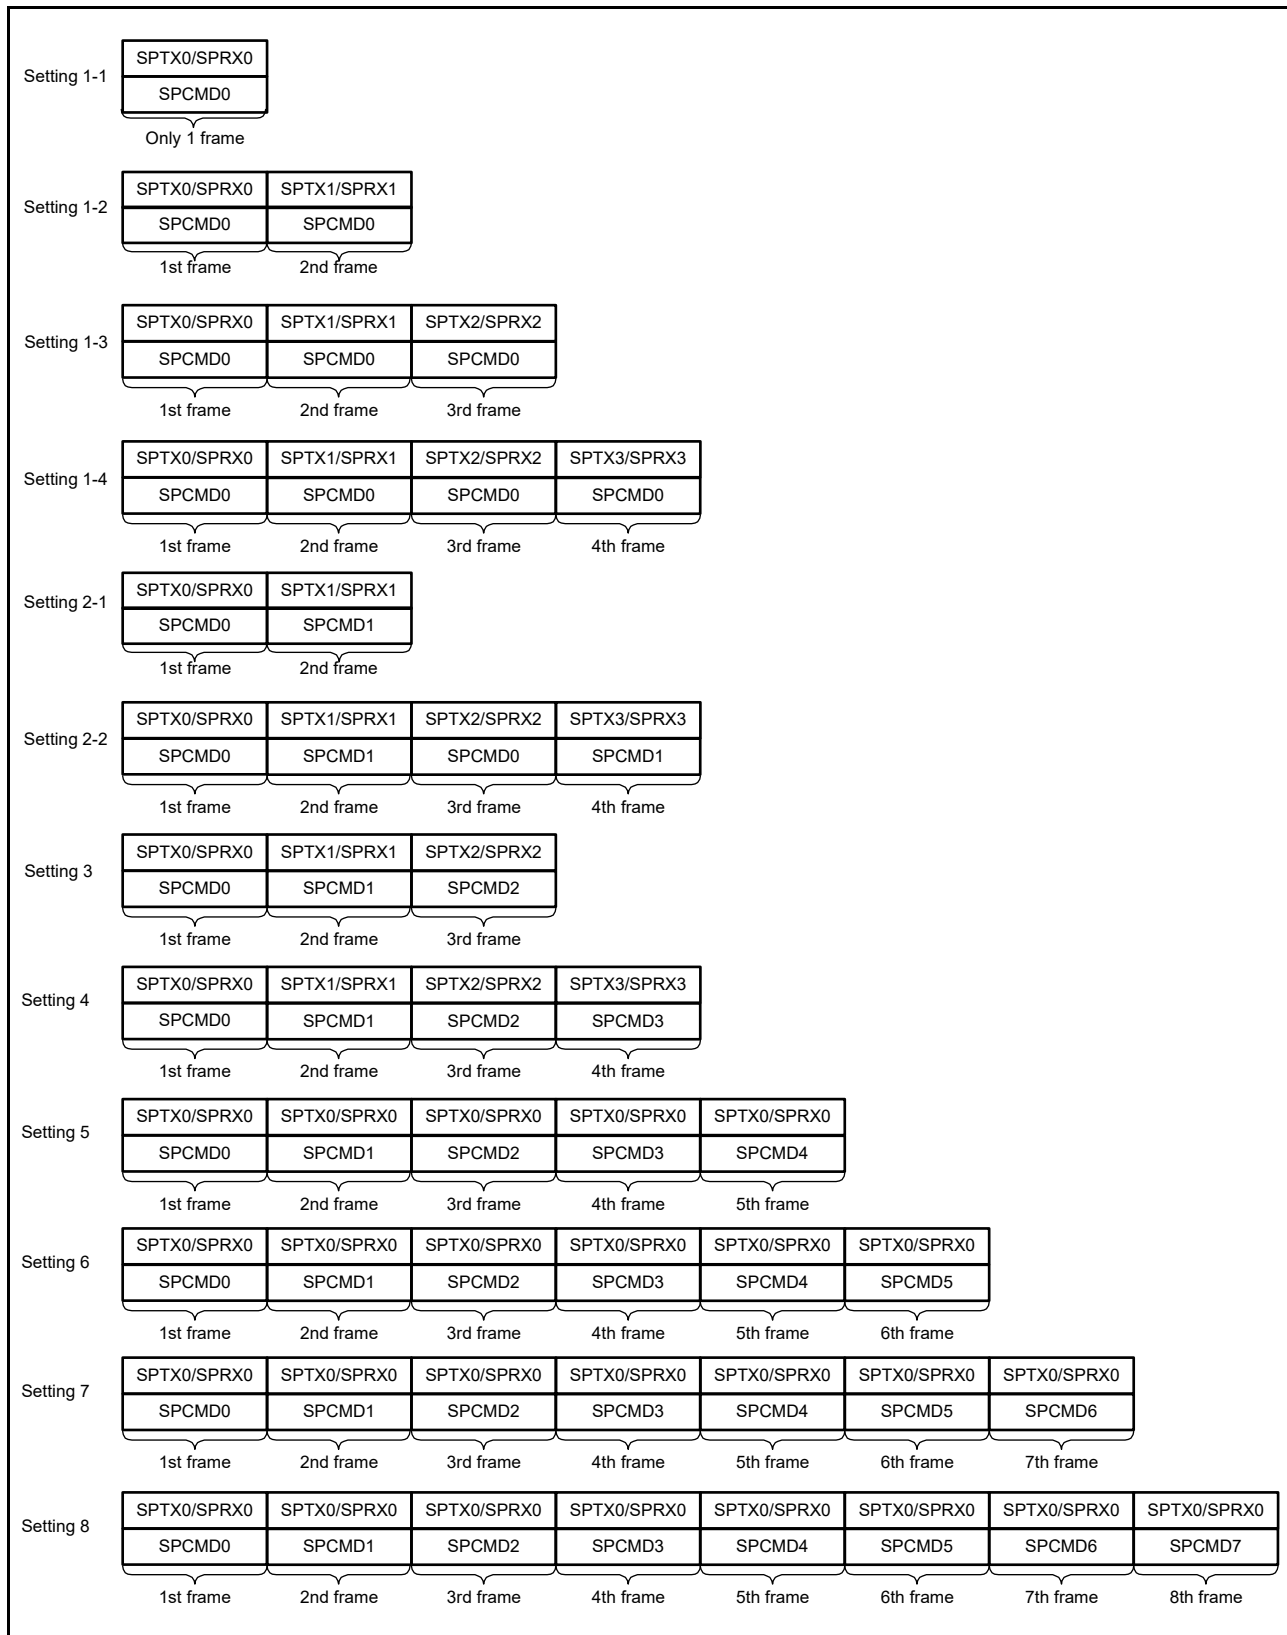 Setting 1-1
SPTX0/SPRX0
SPCMD0
Only 1 frame
Setting 1-2
SPTX0/SPRX0 SPTX1/SPRX1
SPCMD0 SPCMD0
1st frame 2nd frame
Setting 1-3
SPTX0/SPRX0 SPTX1/SPRX1 SPTX2/SPRX2
SPCMD0 SPCMD0 SPCMD0
1st frame 2nd frame 3rd frame
Setting 1-4
SPTX0/SPRX0 SPTX1/SPRX1 SPTX2/SPRX2 SPTX3/SPRX3
SPCMD0 SPCMD0 SPCMD0 SPCMD0
1st frame 2nd frame 3rd frame 4th frame
Setting 2-1
SPTX0/SPRX0 SPTX1/SPRX1
SPCMD0 SPCMD1
1st frame 2nd frame
Setting 2-2
SPTX0/SPRX0 SPTX1/SPRX1 SPTX2/SPRX2 SPTX3/SPRX3
SPCMD0 SPCMD1 SPCMD0 SPCMD1
1st frame 2nd frame 3rd frame 4th frame
Setting 3
SPTX0/SPRX0 SPTX1/SPRX1 SPTX2/SPRX2
SPCMD0 SPCMD1 SPCMD2
1st frame 2nd frame 3rd frame
Setting 4
SPTX0/SPRX0 SPTX1/SPRX1 SPTX2/SPRX2 SPTX3/SPRX3
SPCMD0 SPCMD1 SPCMD2 SPCMD3
1st frame 2nd frame 3rd frame 4th frame
Setting 5
SPTX0/SPRX0 SPTX0/SPRX0 SPTX0/SPRX0 SPTX0/SPRX0 SPTX0/SPRX0
SPCMD0 SPCMD1 SPCMD2 SPCMD3 SPCMD4
1st frame 2nd frame 3rd frame 4th frame 5th frame
Setting 6
SPTX0/SPRX0 SPTX0/SPRX0 SPTX0/SPRX0 SPTX0/SPRX0 SPTX0/SPRX0 SPTX0/SPRX0
SPCMD0 SPCMD1 SPCMD2 SPCMD3 SPCMD4 SPCMD5
1st frame 2nd frame 3rd frame 4th frame 5th frame 6th frame
Setting 7
SPTX0/SPRX0 SPTX0/SPRX0 SPTX0/SPRX0 SPTX0/SPRX0 SPTX0/SPRX0 SPTX0/SPRX0 SPTX0/SPRX0
SPCMD0 SPCMD1 SPCMD2 SPCMD3 SPCMD4 SPCMD5 SPCMD6
1st frame 2nd frame 3rd frame 4th frame 5th frame 6th frame 7th frame
Setting 8
SPTX0/SPRX0 SPTX0/SPRX0 SPTX0/SPRX0 SPTX0/SPRX0 SPTX0/SPRX0 SPTX0/SPRX0 SPTX0/SPRX0 SPTX0/SPRX0
SPCMD0 SPCMD1 SPCMD2 SPCMD3 SPCMD4 SPCMD5 SPCMD6 SPCMD7
1st frame 2nd frame 3rd frame 4th frame 5th frame 6th frame 7th frame 8th frame